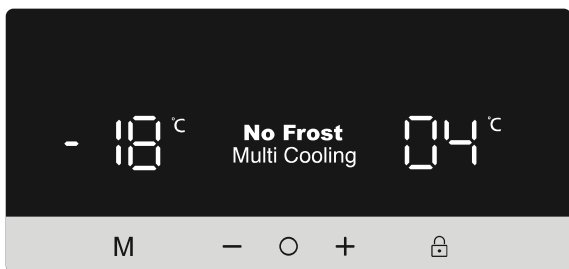 -18 °C
No Frost
Multi Cooling
04 °C
M − ○ +